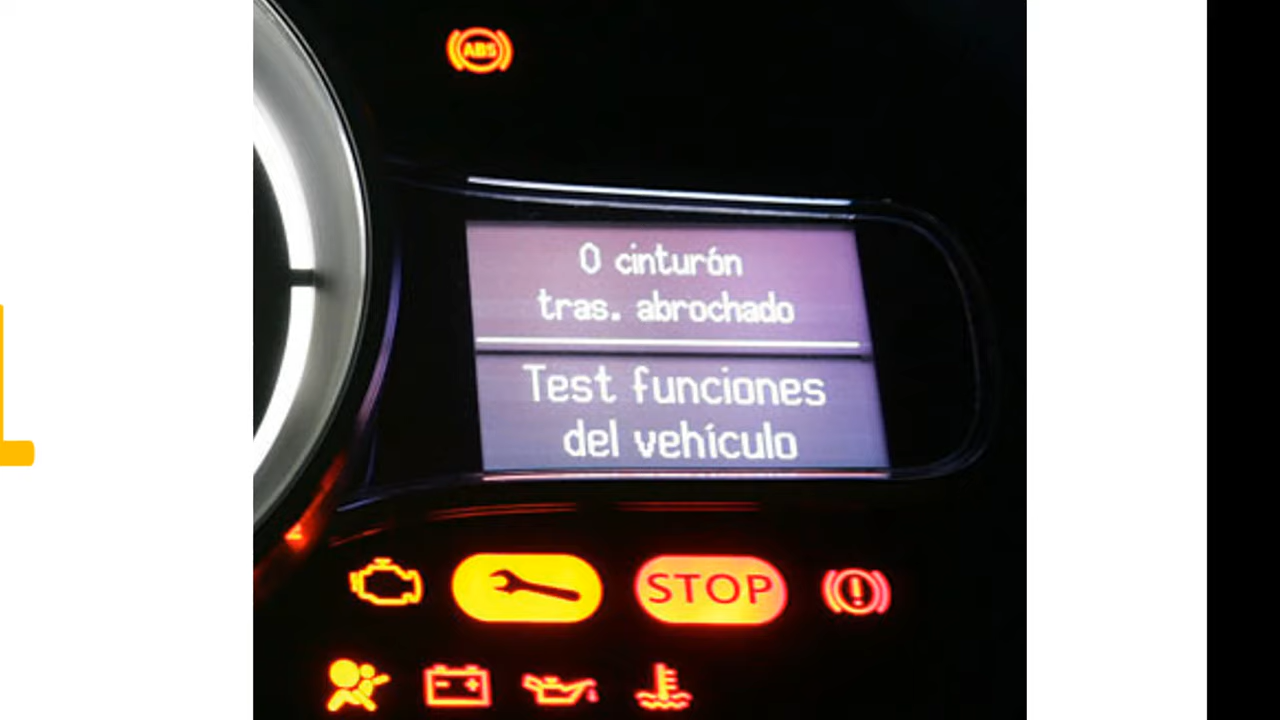 ABS
0 cinturón
tras. abrochado
Test funciones
del vehículo
STOP